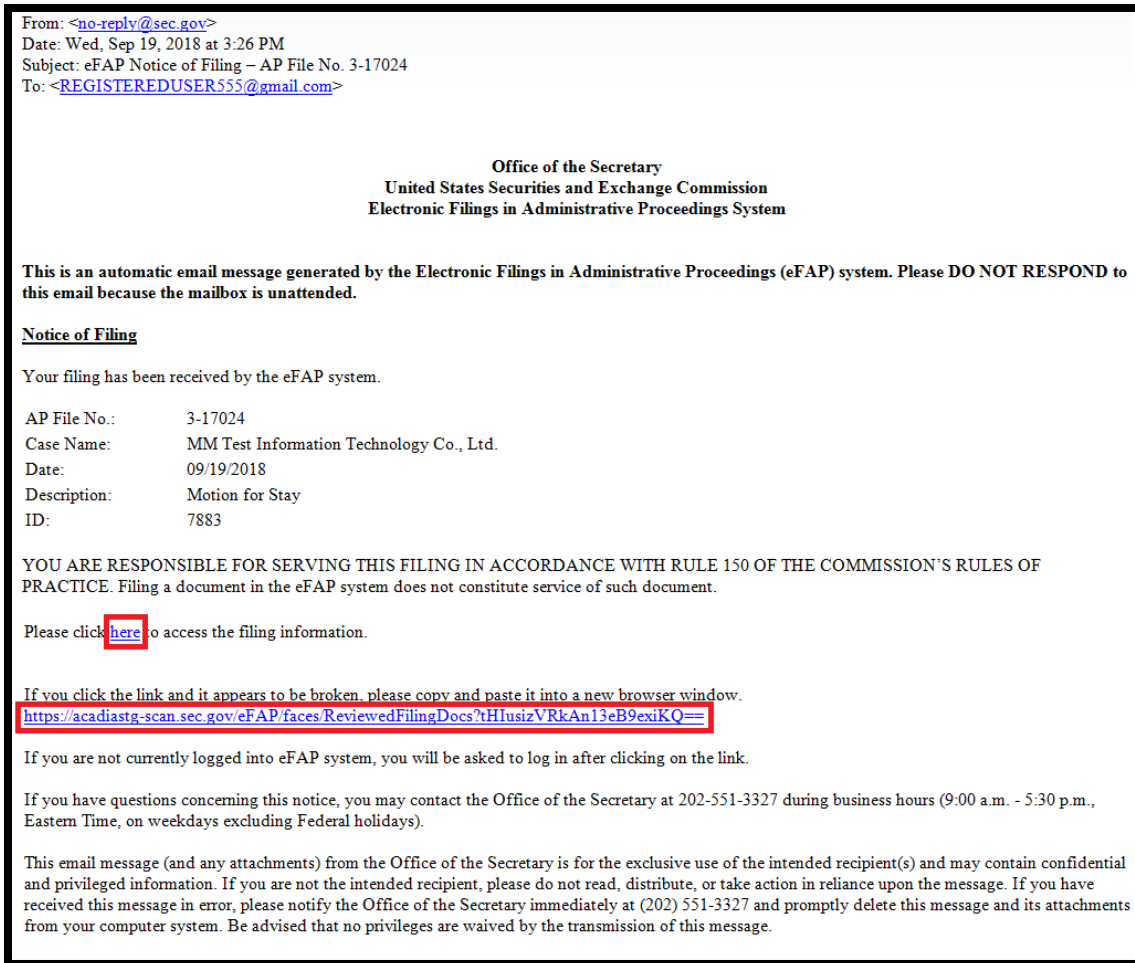 From: <no-reply@sec.gov>
Date: Wed, Sep 19, 2018 at 3:26 PM
Subject: eFAP Notice of Filing – AP File No. 3-17024
To: <REGISTEREDUSER555@gmail.com>
Office of the Secretary
United States Securities and Exchange Commission
Electronic Filings in Administrative Proceedings System
This is an automatic email message generated by the Electronic Filings in Administrative Proceedings (eFAP) system. Please DO NOT RESPOND to
this email because the mailbox is unattended.
Notice of Filing
Your filing has been received by the eFAP system.
AP File No.: 3-17024
Case Name: MM Test Information Technology Co., Ltd.
Date: 09/19/2018
Description: Motion for Stay
ID: 7883
YOU ARE RESPONSIBLE FOR SERVING THIS FILING IN ACCORDANCE WITH RULE 150 OF THE COMMISSION’S RULES OF
PRACTICE. Filing a document in the eFAP system does not constitute service of such document.
Please click here to access the filing information.
If you click the link and it appears to be broken, please copy and paste it into a new browser window.
https://acadiastg-scan.sec.gov/eFAP/faces/ReviewedFilingDocs?tHIusizVRkAn13eB9exiKQ==
If you are not currently logged into eFAP system, you will be asked to log in after clicking on the link.
If you have questions concerning this notice, you may contact the Office of the Secretary at 202-551-3327 during business hours (9:00 a.m. - 5:30 p.m.,
Eastern Time, on weekdays excluding Federal holidays).
This email message (and any attachments) from the Office of the Secretary is for the exclusive use of the intended recipient(s) and may contain confidential
and privileged information. If you are not the intended recipient, please do not read, distribute, or take action in reliance upon the message. If you have
received this message in error, please notify the Office of the Secretary immediately at (202) 551-3327 and promptly delete this message and its attachments
from your computer system. Be advised that no privileges are waived by the transmission of this message.